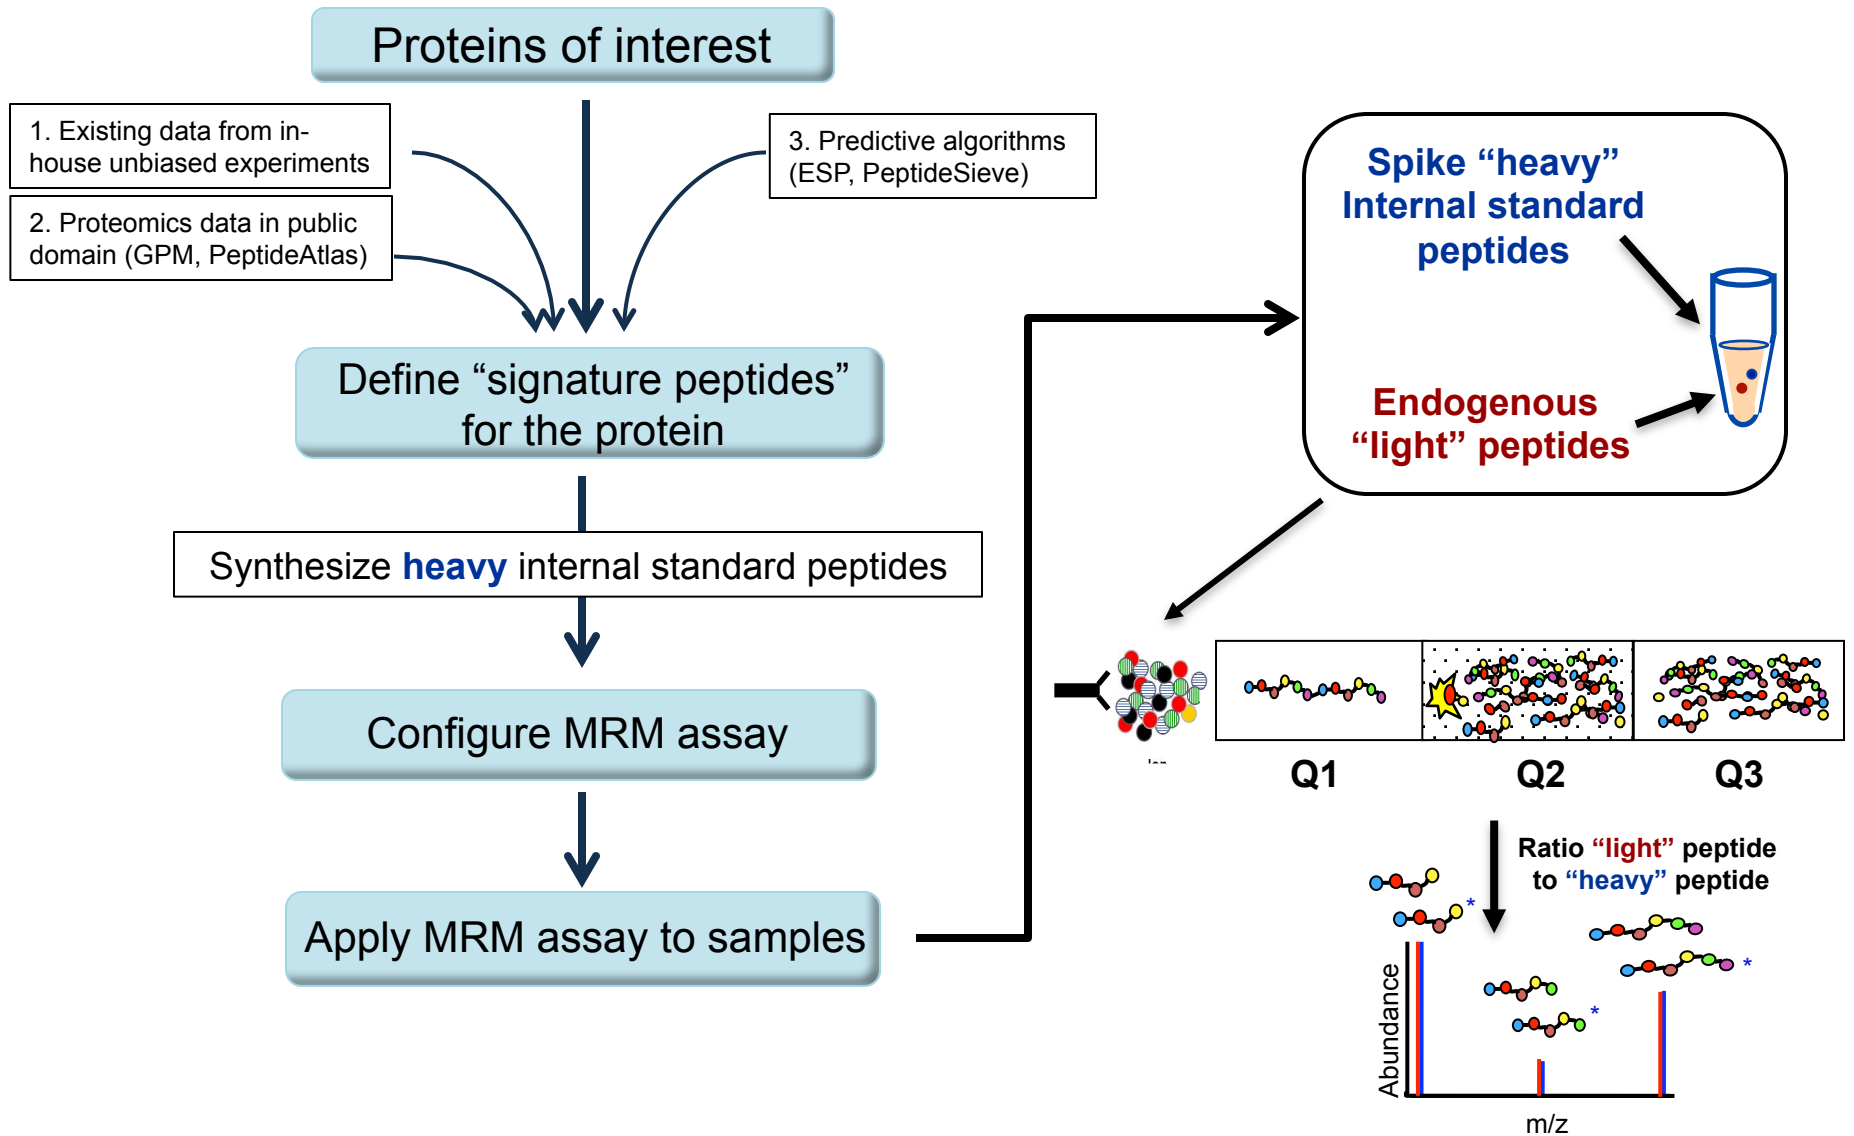 Proteins of interest
1. Existing data from in-
house unbiased experiments
2. Proteomics data in public
domain (GPM, PeptideAtlas)
3. Predictive algorithms
(ESP, PeptideSieve)
Define “signature peptides”
for the protein
Synthesize heavy internal standard peptides
Configure MRM assay
Apply MRM assay to samples
Spike “heavy”
Internal standard
peptides
Endogenous
“light” peptides
Q1
Q2
Q3
Ratio “light” peptide
to “heavy” peptide
*
*
*
Abundance
m/z